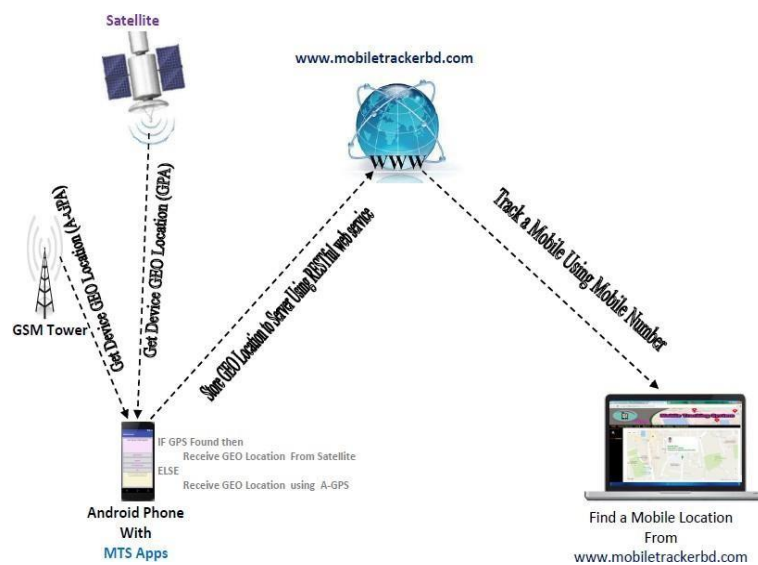 Satellite
www.mobiletrackerbd.com
WWW
Get Device GEO Location (A-GPA)
Get Device GEO Location (GPA)
Store GEO Location to Server Using RESTful web service
Track a Mobile Using Mobile Number
GSM Tower
IF GPS Found then
Receive GEO Location From Satellite
ELSE
Receive GEO Location using A-GPS
Android Phone
With
MTS Apps
Find a Mobile Location
From
www.mobiletrackerbd.com